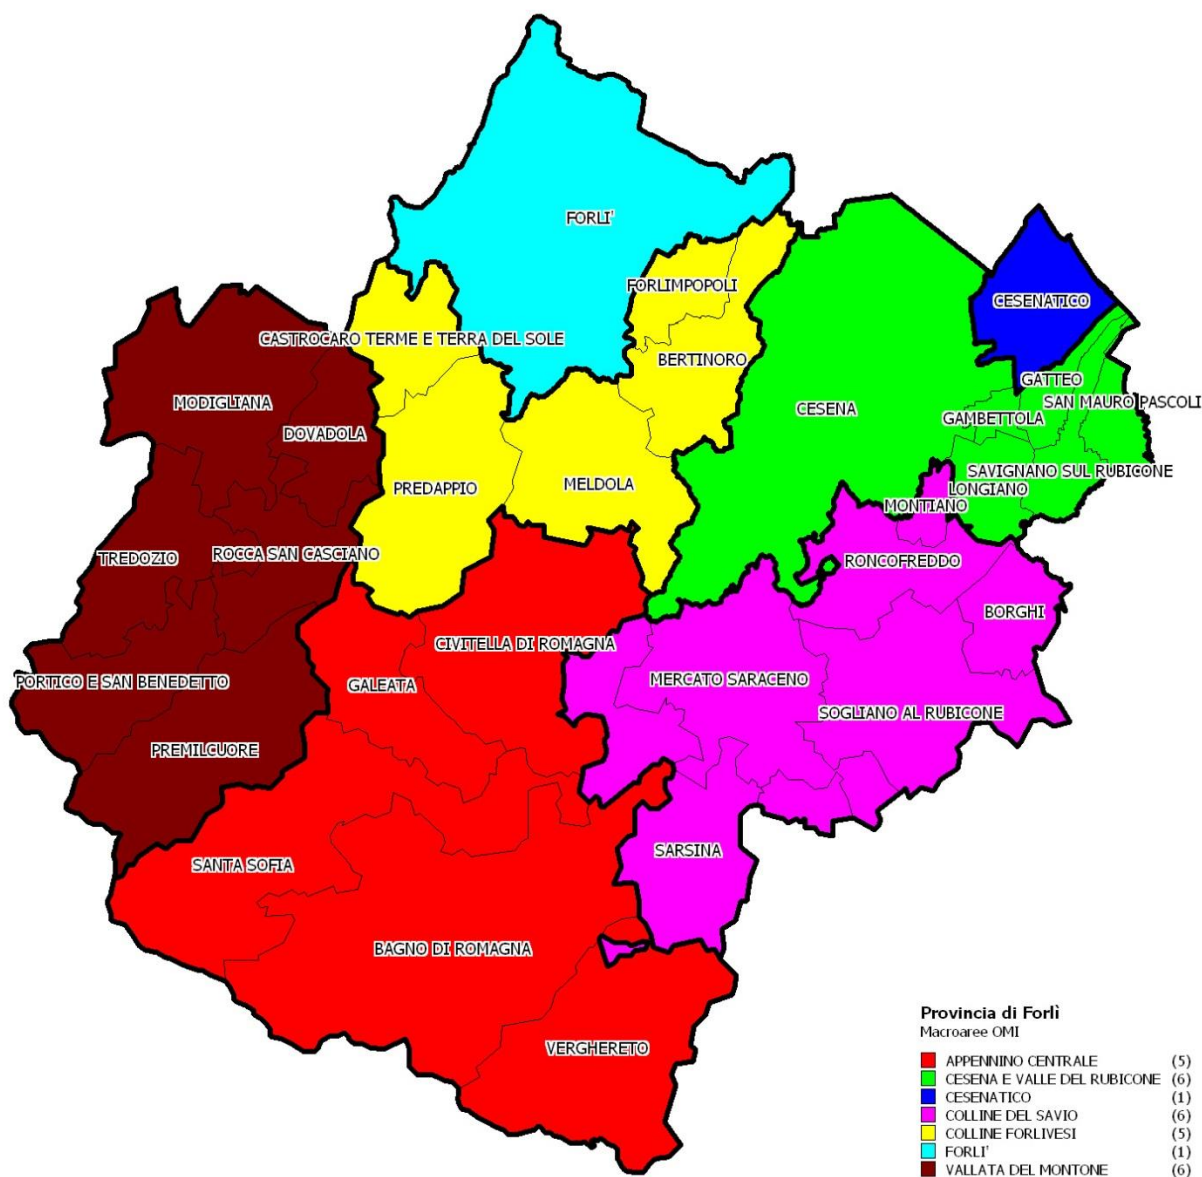 FORLI'
FORLIMPOPOLI
CESENATICO
CASTROCARO TERME E TERRA DEL SOLE
BERTINORO
GATTEO
MODIGLIANA
SAN MAURO PASCOLI
CESENA
GAMBETTOLA
DOVADOLA
SAVIGNANO SUL RUBICONE
MELDOLA
PREDAPPIO
LONGIANO
MONTIANO
ROCCA SAN CASCIANO
TREDOZIO
RONCOFREDDO
BORGHI
CIVITELLA DI ROMAGNA
MERCATO SARACENO
PORTICO E SAN BENEDETTO
GALEATA
SOGLIANO AL RUBICONE
PREMILCUORE
SARSINA
SANTA SOFIA
BAGNO DI ROMAGNA
VERGHERETO
Provincia di Forlì
Macroaree OMI
APPENNINO CENTRALE (5)
CESENA E VALLE DEL RUBICONE (6)
CESENATICO (1)
COLLINE DEL SAVIO (6)
COLLINE FORLIVESI (5)
FORLI' (1)
VALLATA DEL MONTONE (6)